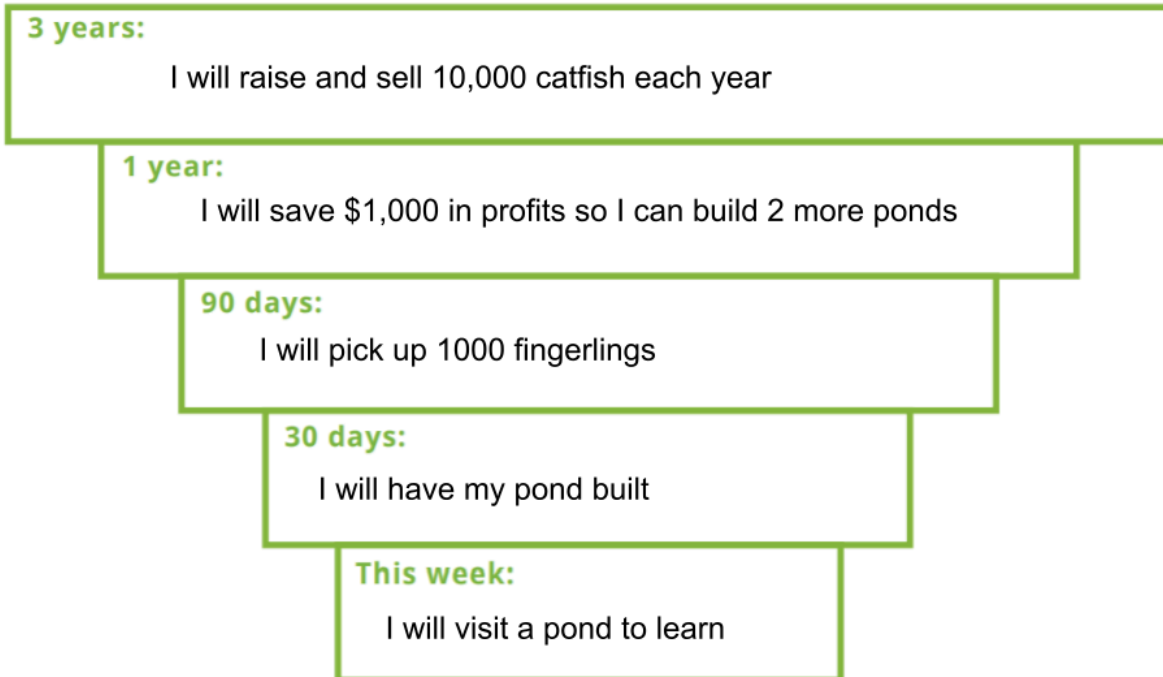 3 years:
I will raise and sell 10,000 catfish each year
1 year:
I will save $1,000 in profits so I can build 2 more ponds
90 days:
I will pick up 1000 fingerlings
30 days:
I will have my pond built
This week:
I will visit a pond to learn